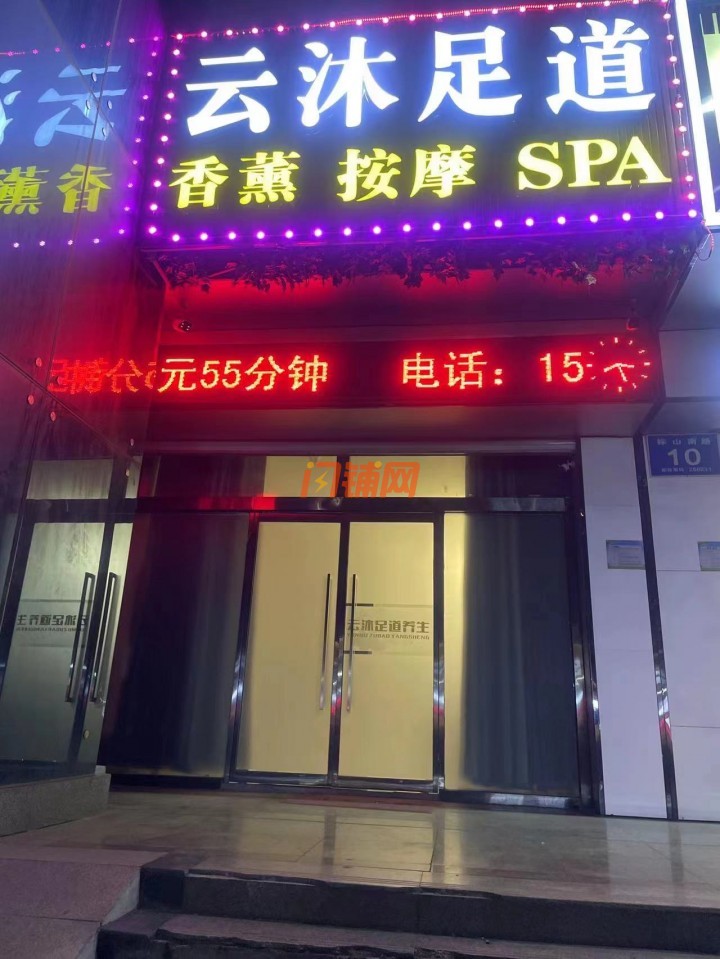 云沐足道
香薰 按摩 SPA
元55分钟 电话：15
门铺网
10
云沐足道养生